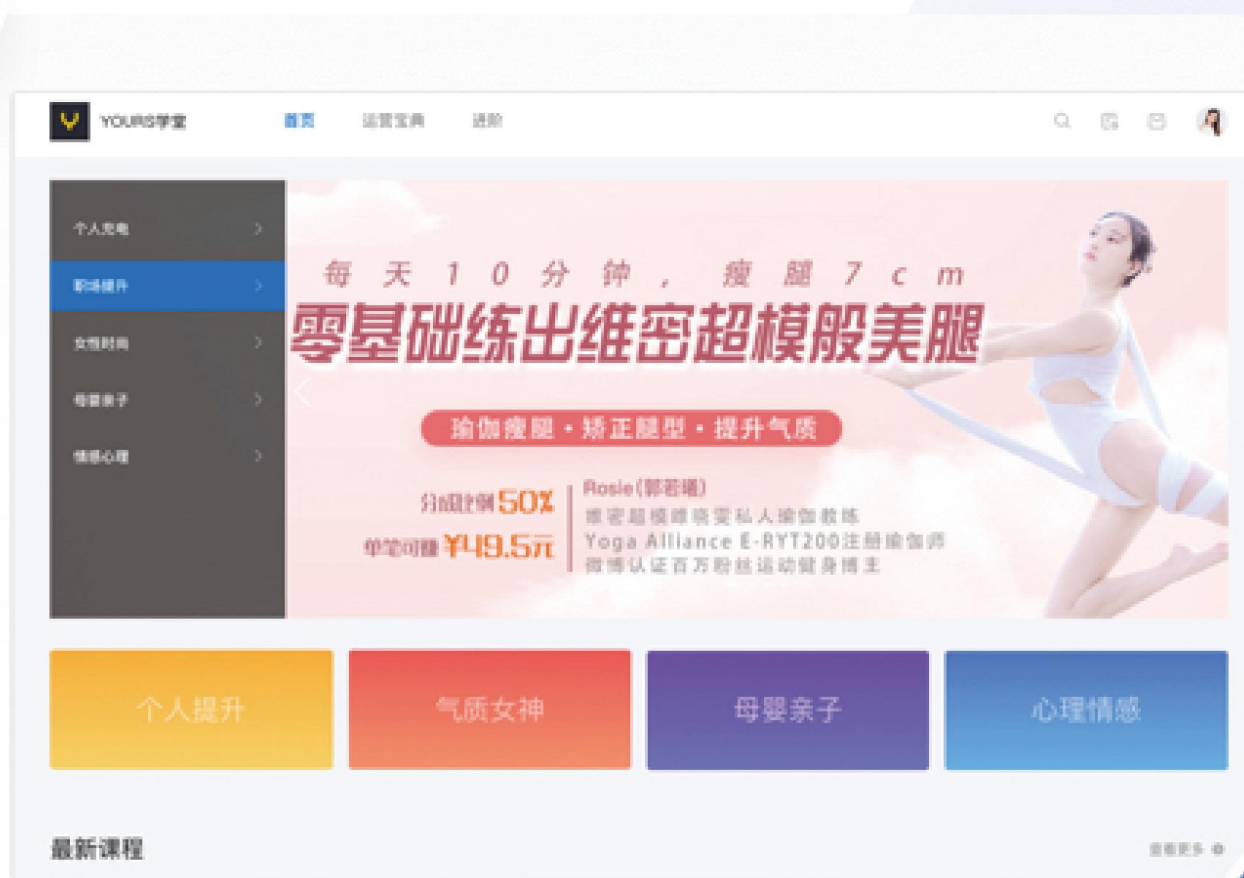 YOURS学堂 首页 运营宝典 进阶
个人充电
职场提升
女性时尚
母婴亲子
情感心理
每天10分钟，瘦腿7cm
零基础练出维密超模般美腿
瑜伽瘦腿·矫正腿型·提升气质
分成比例50%
单笔可赚¥49.5元
Rosie(郭若曦)
维密超模雎晓雯私人瑜伽教练
Yoga Alliance E-RYT200注册瑜伽师
微博认证百万粉丝运动健身博主
个人提升 气质女神 母婴亲子 心理情感
最新课程 查看更多